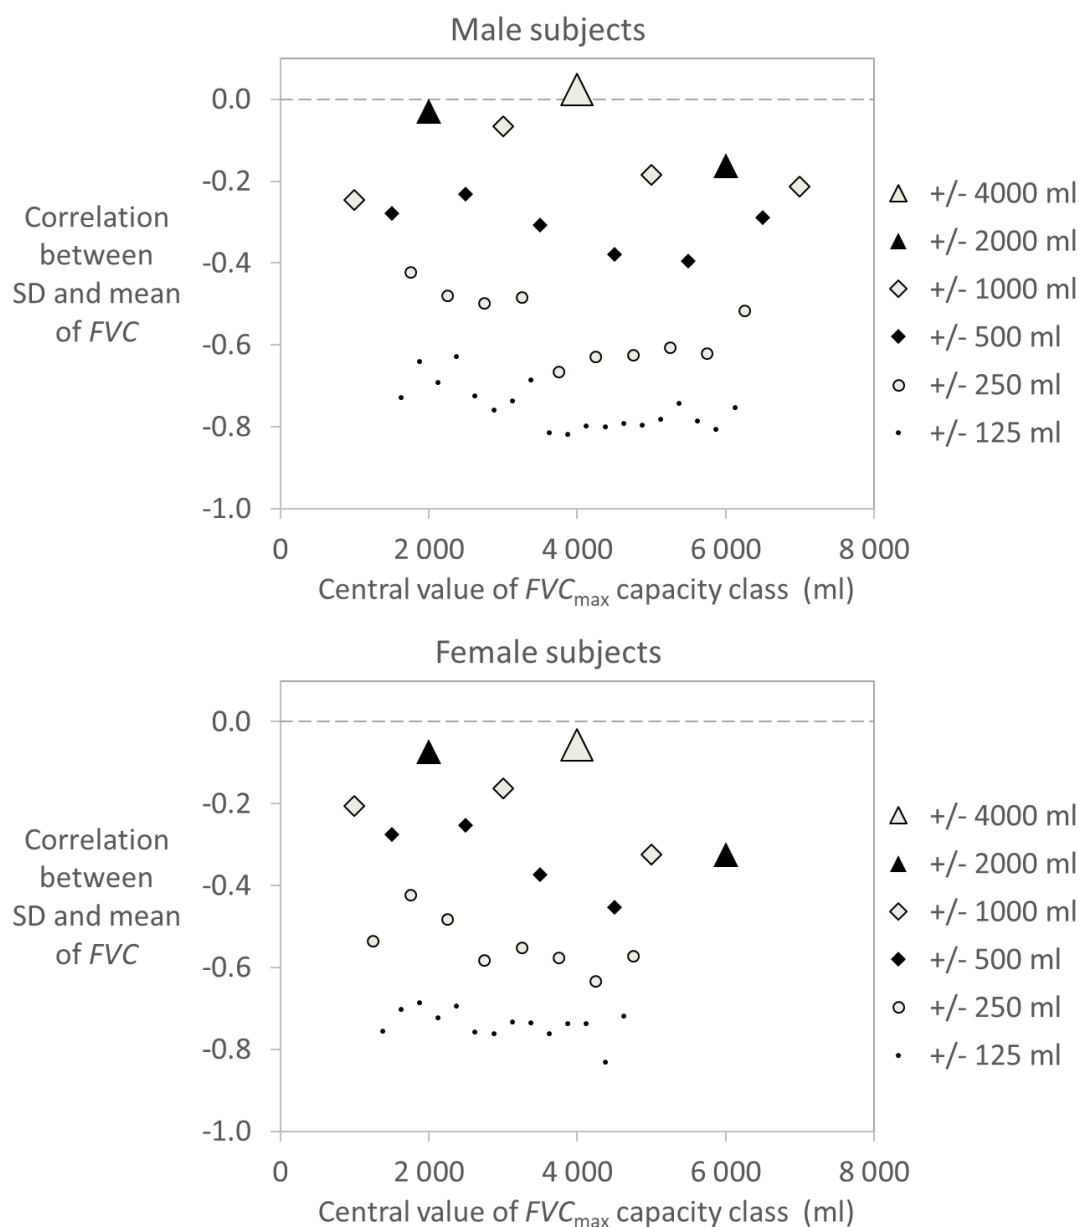 Male subjects
0.0
-0.2
-0.4
-0.6
-0.8
-1.0
Correlation
between
SD and mean
of FVC
0
2 000
4 000
6 000
8 000
Central value of FVCmax capacity class (ml)
+/- 4000 ml
+/- 2000 ml
+/- 1000 ml
+/- 500 ml
+/- 250 ml
+/- 125 ml
Female subjects
0.0
-0.2
-0.4
-0.6
-0.8
-1.0
Correlation
between
SD and mean
of FVC
0
2 000
4 000
6 000
8 000
Central value of FVCmax capacity class (ml)
+/- 4000 ml
+/- 2000 ml
+/- 1000 ml
+/- 500 ml
+/- 250 ml
+/- 125 ml